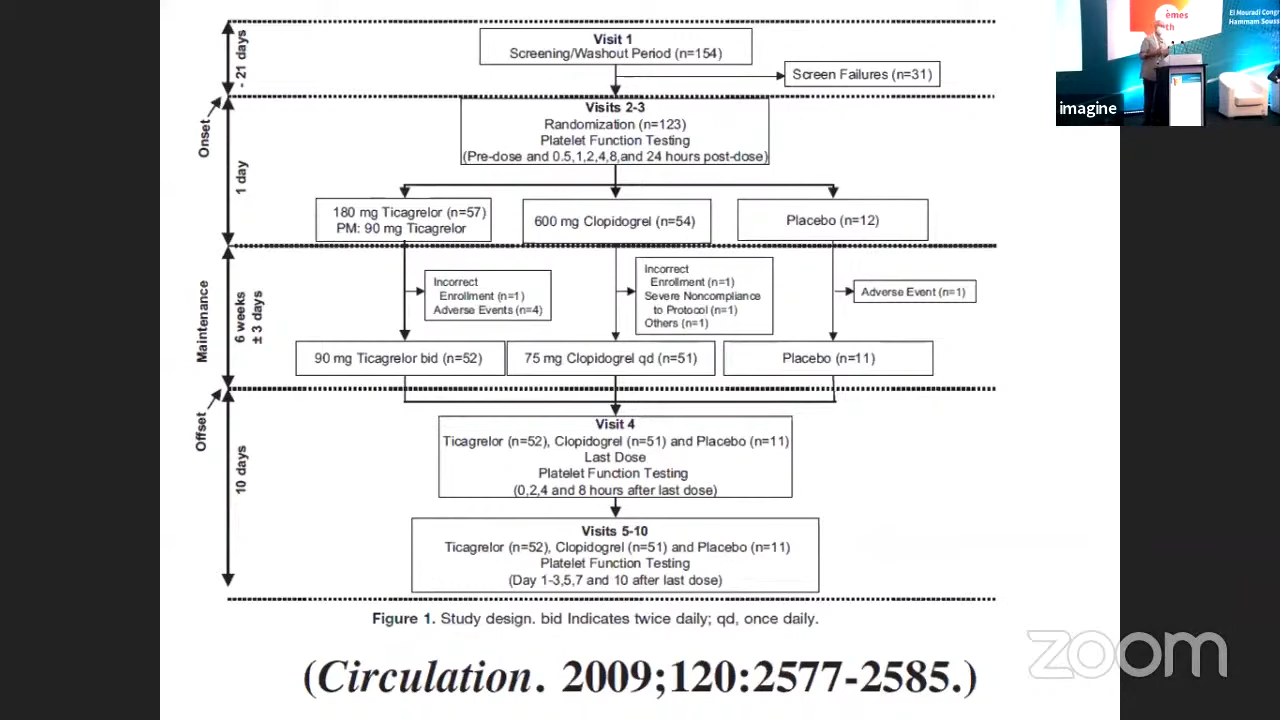 Visit 1
Screening/Washout Period (n=154)
Screen Failures (n=31)
- 21 days
Onset
1 day
Visits 2-3
Randomization (n=123)
Platelet Function Testing
(Pre-dose and 0.5,1,2,4,8,and 24 hours post-dose)
180 mg Ticagrelor (n=57)
PM: 90 mg Ticagrelor
600 mg Clopidogrel (n=54)
Placebo (n=12)
Maintenance
6 weeks
± 3 days
Incorrect
Enrollment (n=1)
Adverse Events (n=4)
Incorrect
Enrollment (n=1)
Severe Noncompliance
to Protocol (n=1)
Others (n=1)
Adverse Event (n=1)
90 mg Ticagrelor bid (n=52)
75 mg Clopidogrel qd (n=51)
Placebo (n=11)
Offset
10 days
Visit 4
Ticagrelor (n=52), Clopidogrel (n=51) and Placebo (n=11)
Last Dose
Platelet Function Testing
(0,2,4 and 8 hours after last dose)
Visits 5-10
Ticagrelor (n=52), Clopidogrel (n=51) and Placebo (n=11)
Platelet Function Testing
(Day 1-3,5,7 and 10 after last dose)
Figure 1. Study design. bid Indicates twice daily; qd, once daily.
(Circulation. 2009;120:2577-2585.)
zoom
imagine
èmes
El Mouradi Congr
Hammam Souss